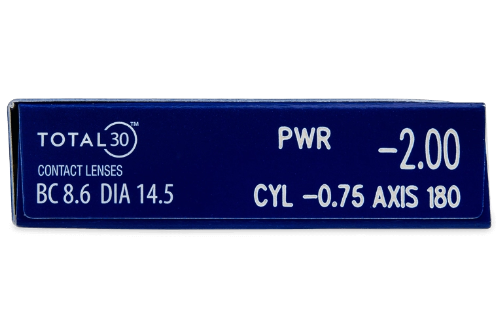 TOTAL30™
CONTACT LENSES
BC 8.6 DIA 14.5
PWR -2.00
CYL -0.75 AXIS 180